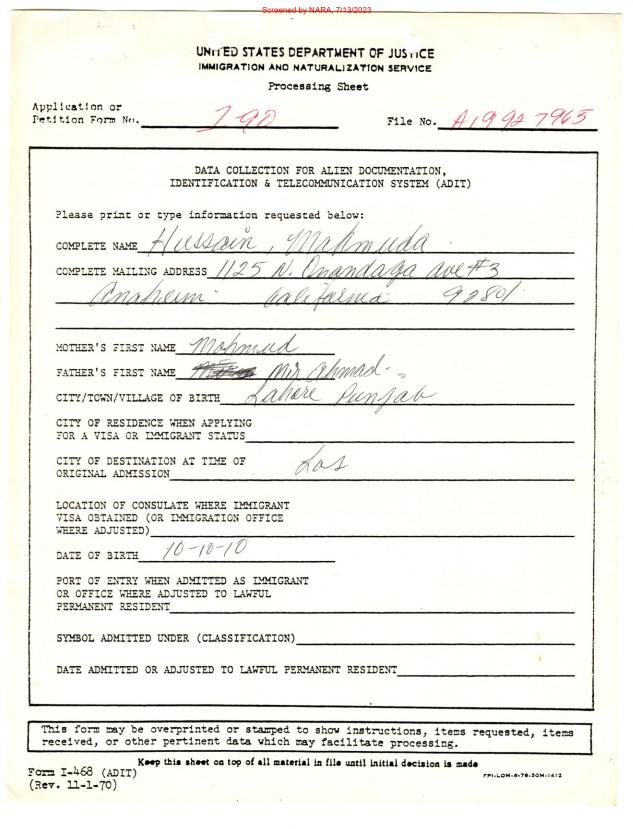 Screened by NARA, 7/13/2023
UNITED STATES DEPARTMENT OF JUSTICE
IMMIGRATION AND NATURALIZATION SERVICE
Processing Sheet
Application or
Petition Form No. I-90 File No. A19 927965
DATA COLLECTION FOR ALIEN DOCUMENTATION,
IDENTIFICATION & TELECOMMUNICATION SYSTEM (ADIT)
Please print or type information requested below:
COMPLETE NAME Hussain, Mahmuda
COMPLETE MAILING ADDRESS 1125 N. Onandaga ave #3
Anaheim California 92801
MOTHER'S FIRST NAME Mohmud
FATHER'S FIRST NAME Mir Ahmad
CITY/TOWN/VILLAGE OF BIRTH Lahore Punjab
CITY OF RESIDENCE WHEN APPLYING
FOR A VISA OR IMMIGRANT STATUS
CITY OF DESTINATION AT TIME OF
ORIGINAL ADMISSION Los
LOCATION OF CONSULATE WHERE IMMIGRANT
VISA OBTAINED (OR IMMIGRATION OFFICE
WHERE ADJUSTED)
DATE OF BIRTH 10-10-10
PORT OF ENTRY WHEN ADMITTED AS IMMIGRANT
OR OFFICE WHERE ADJUSTED TO LAWFUL
PERMANENT RESIDENT
SYMBOL ADMITTED UNDER (CLASSIFICATION)
DATE ADMITTED OR ADJUSTED TO LAWFUL PERMANENT RESIDENT
This form may be overprinted or stamped to show instructions, items requested, items
received, or other pertinent data which may facilitate processing.
Keep this sheet on top of all material in file until initial decision is made
Form I-468 (ADIT)
(Rev. 11-1-70)
FPI-LOM-6-78-50M-1412